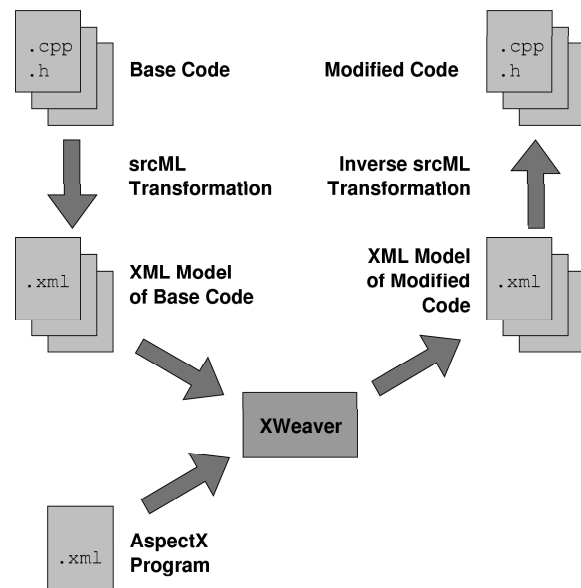 .cpp
.h
Base Code
Modified Code
.cpp
.h
srcML
Transformation
Inverse srcML
Transformation
.xml
XML Model
of Base Code
XML Model
of Modified
Code
.xml
XWeaver
.xml
AspectX
Program